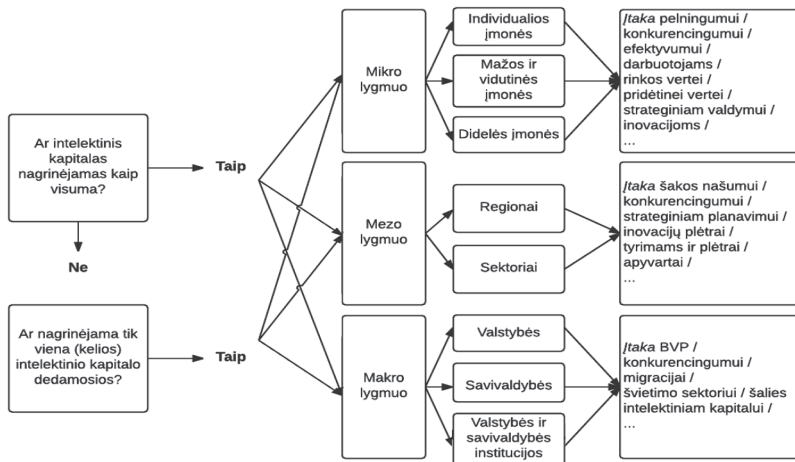 Ar intelektinis
kapitalas
nagrinėjamas kaip
visuma?
Taip
Ne
Ar nagrinėjama tik
viena (kelios)
intelektinio kapitalo
dedamosios?
Taip
Mikro
lygmuo
Individualios
įmonės
Mažos ir
vidutinės
įmonės
Didelės įmonės
Įtaka pelningumui /
konkurencingumui /
efektyvumui /
darbuotojams /
rinkos vertei /
pridėtinei vertei /
strateginiam valdymui /
inovacijoms /
...
Mezo
lygmuo
Regionai
Sektoriai
Įtaka šakos našumui /
konkurencingumui /
strateginiam planavimui /
inovacijų plėtrai /
tyrimams ir plėtrai /
apyvartai /
...
Makro
lygmuo
Valstybės
Savivaldybės
Valstybės ir
savivaldybės
institucijos
Įtaka BVP /
konkurencingumui /
migracijai /
švietimo sektoriui / šalies
intelektiniam kapitalui /
...